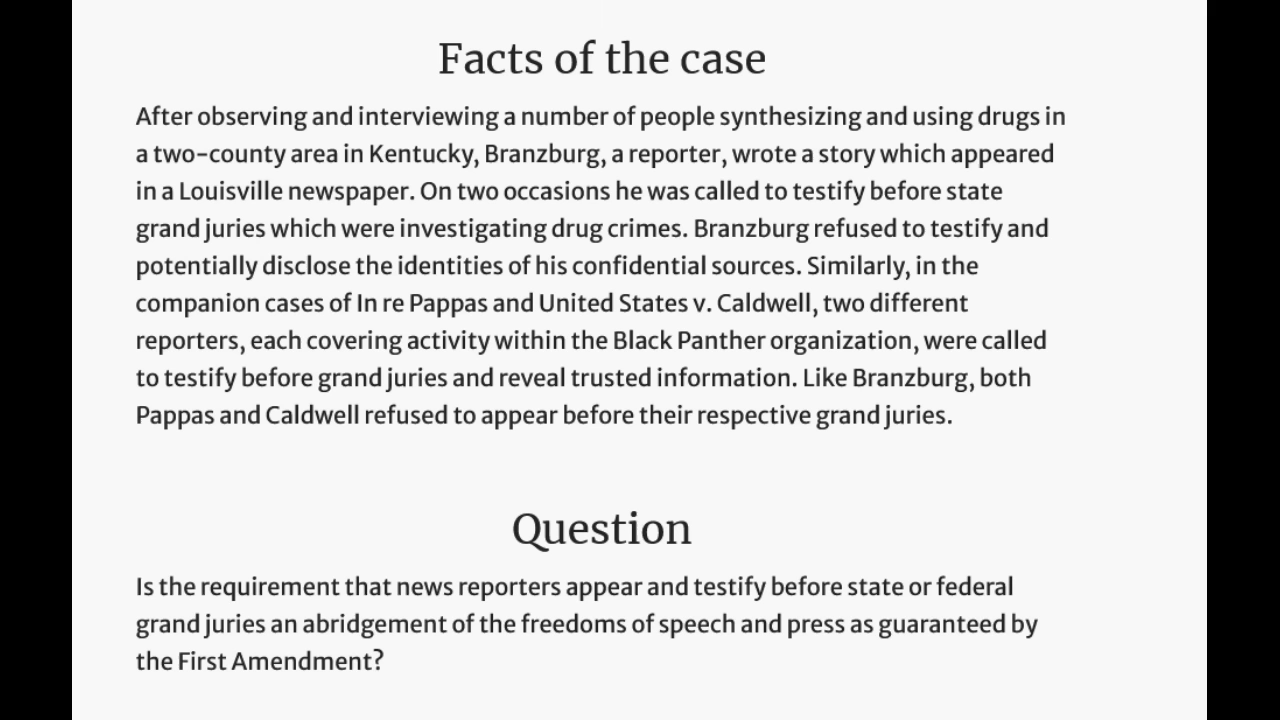 Facts of the case
After observing and interviewing a number of people synthesizing and using drugs in
a two-county area in Kentucky, Branzburg, a reporter, wrote a story which appeared
in a Louisville newspaper. On two occasions he was called to testify before state
grand juries which were investigating drug crimes. Branzburg refused to testify and
potentially disclose the identities of his confidential sources. Similarly, in the
companion cases of In re Pappas and United States v. Caldwell, two different
reporters, each covering activity within the Black Panther organization, were called
to testify before grand juries and reveal trusted information. Like Branzburg, both
Pappas and Caldwell refused to appear before their respective grand juries.
Question
Is the requirement that news reporters appear and testify before state or federal
grand juries an abridgement of the freedoms of speech and press as guaranteed by
the First Amendment?